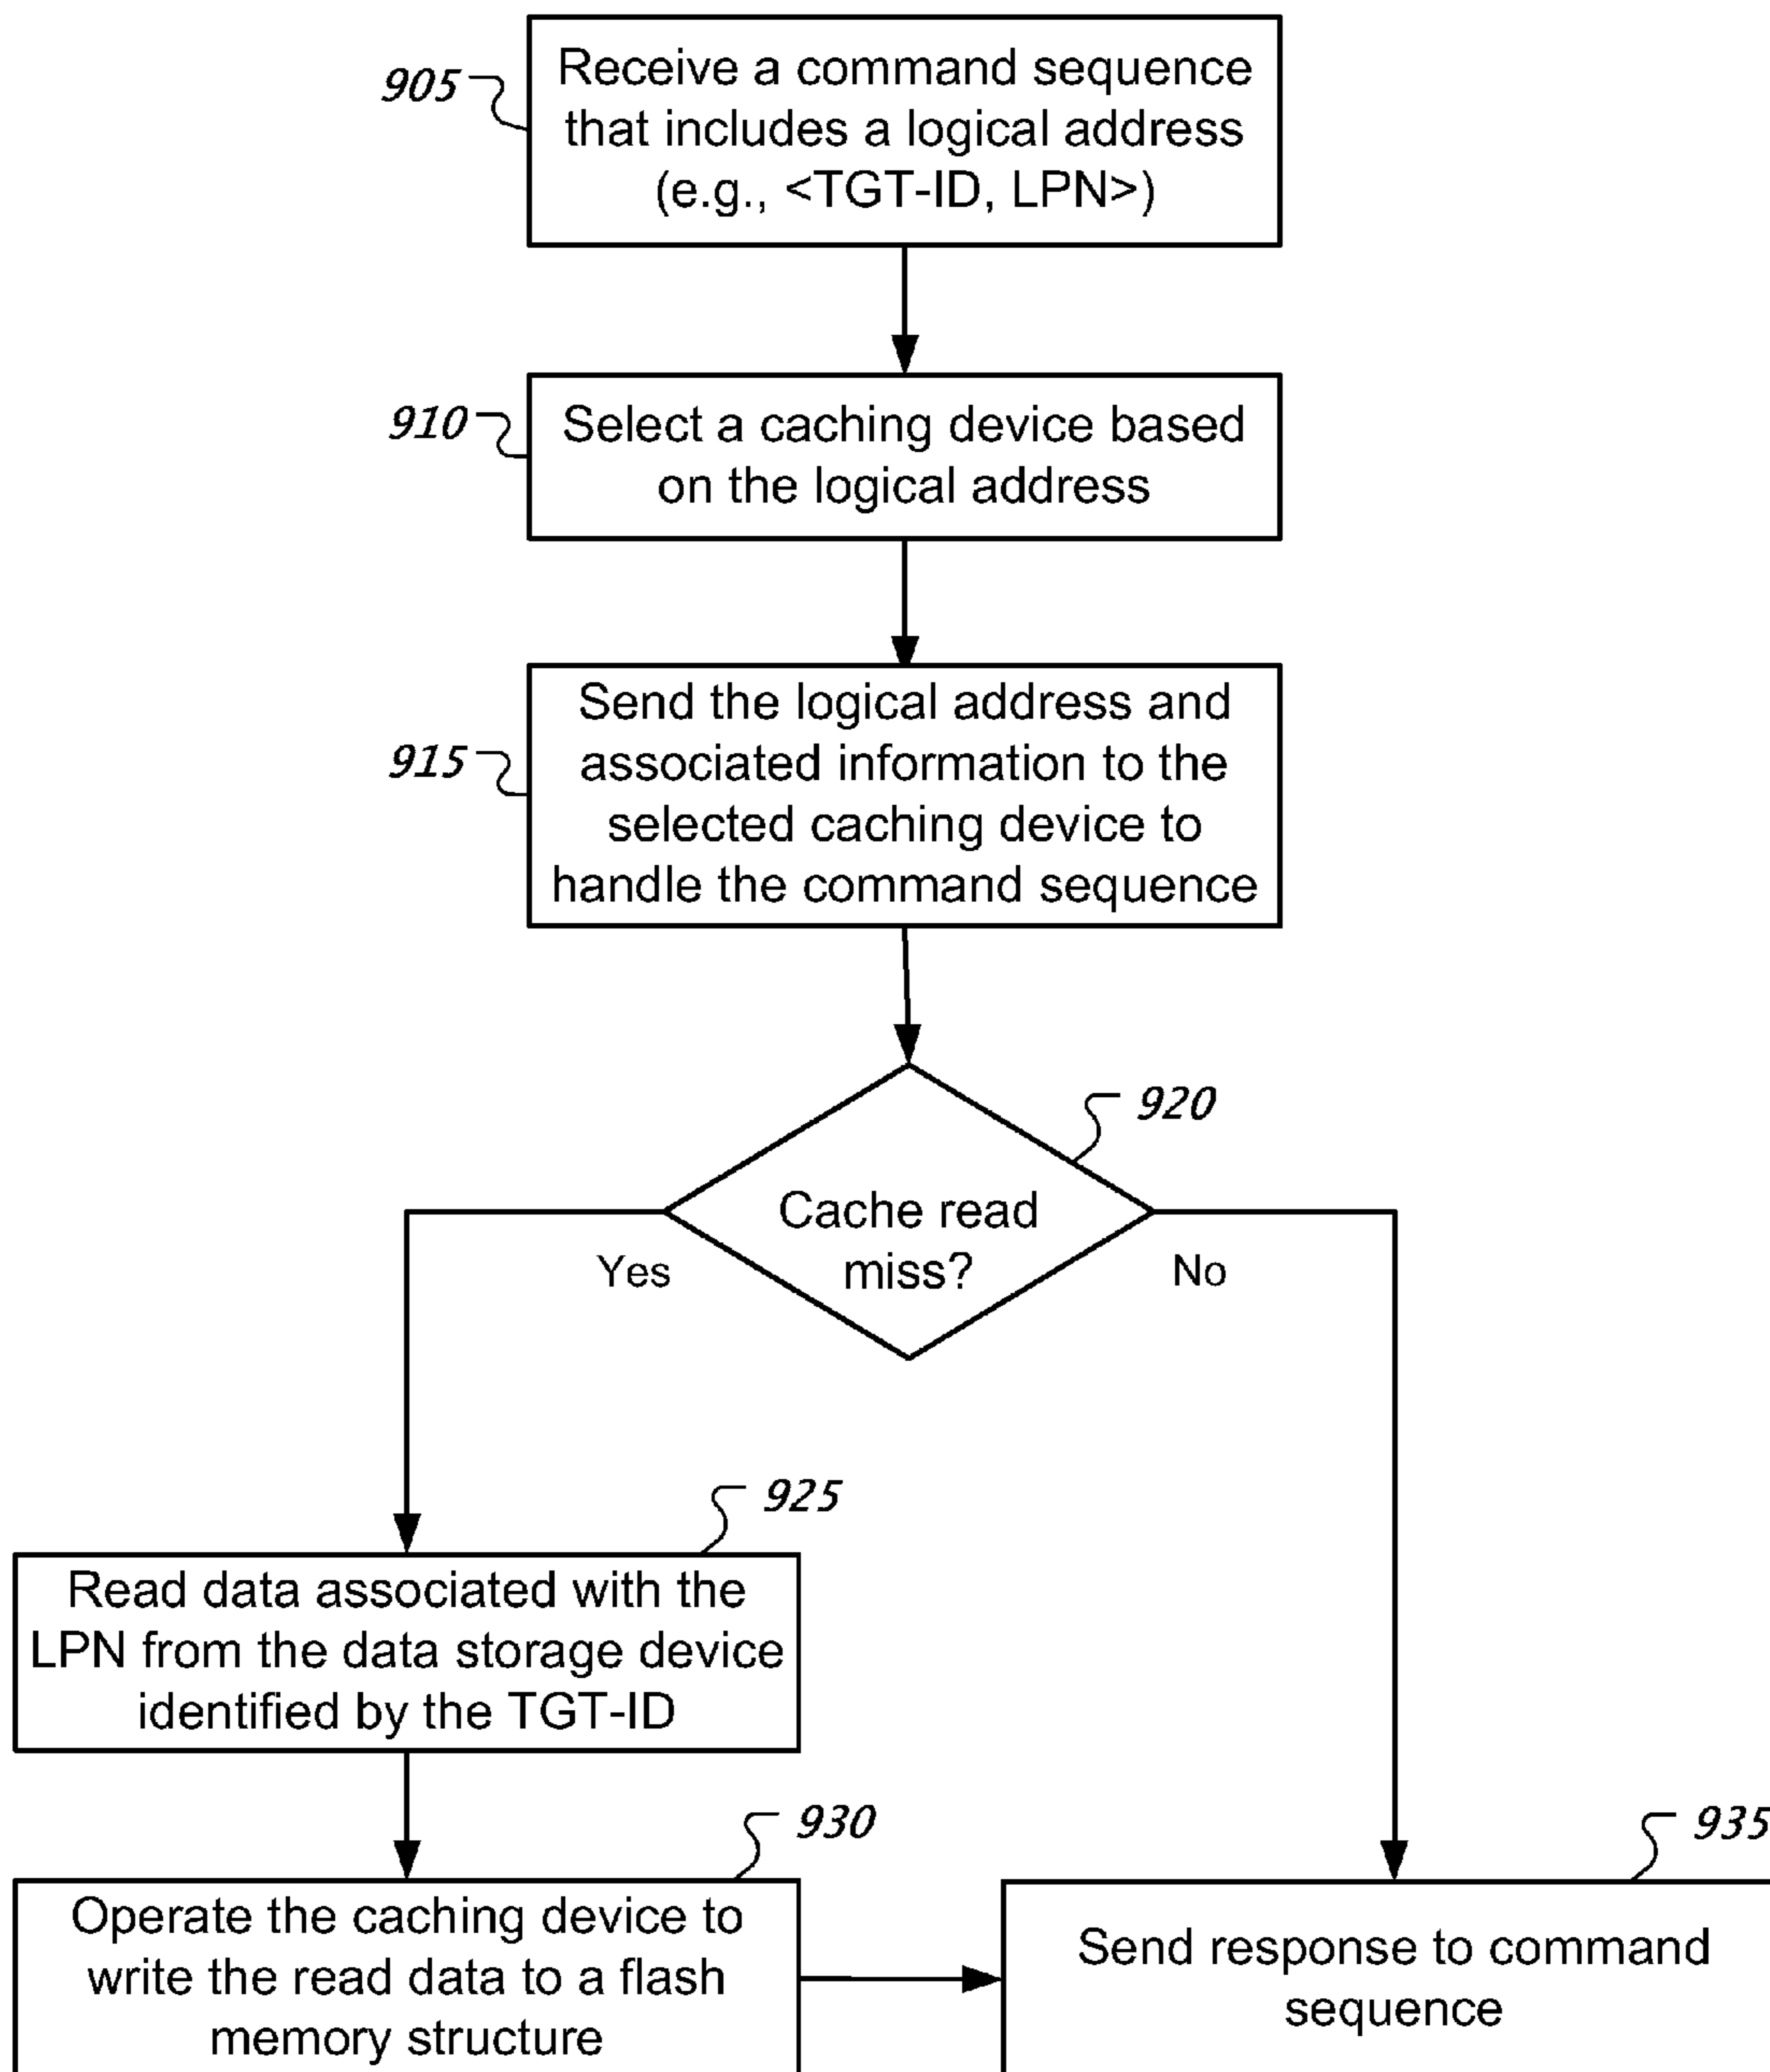 905
Receive a command sequence
that includes a logical address
(e.g., <TGT-ID, LPN>)
910
Select a caching device based
on the logical address
915
Send the logical address and
associated information to the
selected caching device to
handle the command sequence
920
Cache read
miss?
Yes
No
925
Read data associated with the
LPN from the data storage device
identified by the TGT-ID
930
Operate the caching device to
write the read data to a flash
memory structure
935
Send response to command
sequence